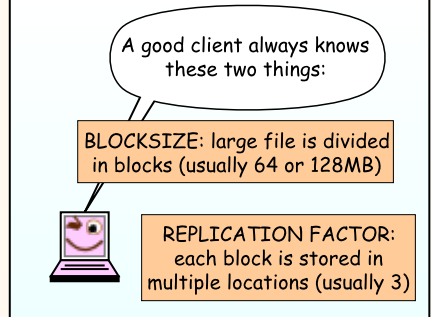 A good client always knows
these two things:
BLOCKSIZE: large file is divided
in blocks (usually 64 or 128MB)
REPLICATION FACTOR:
each block is stored in
multiple locations (usually 3)